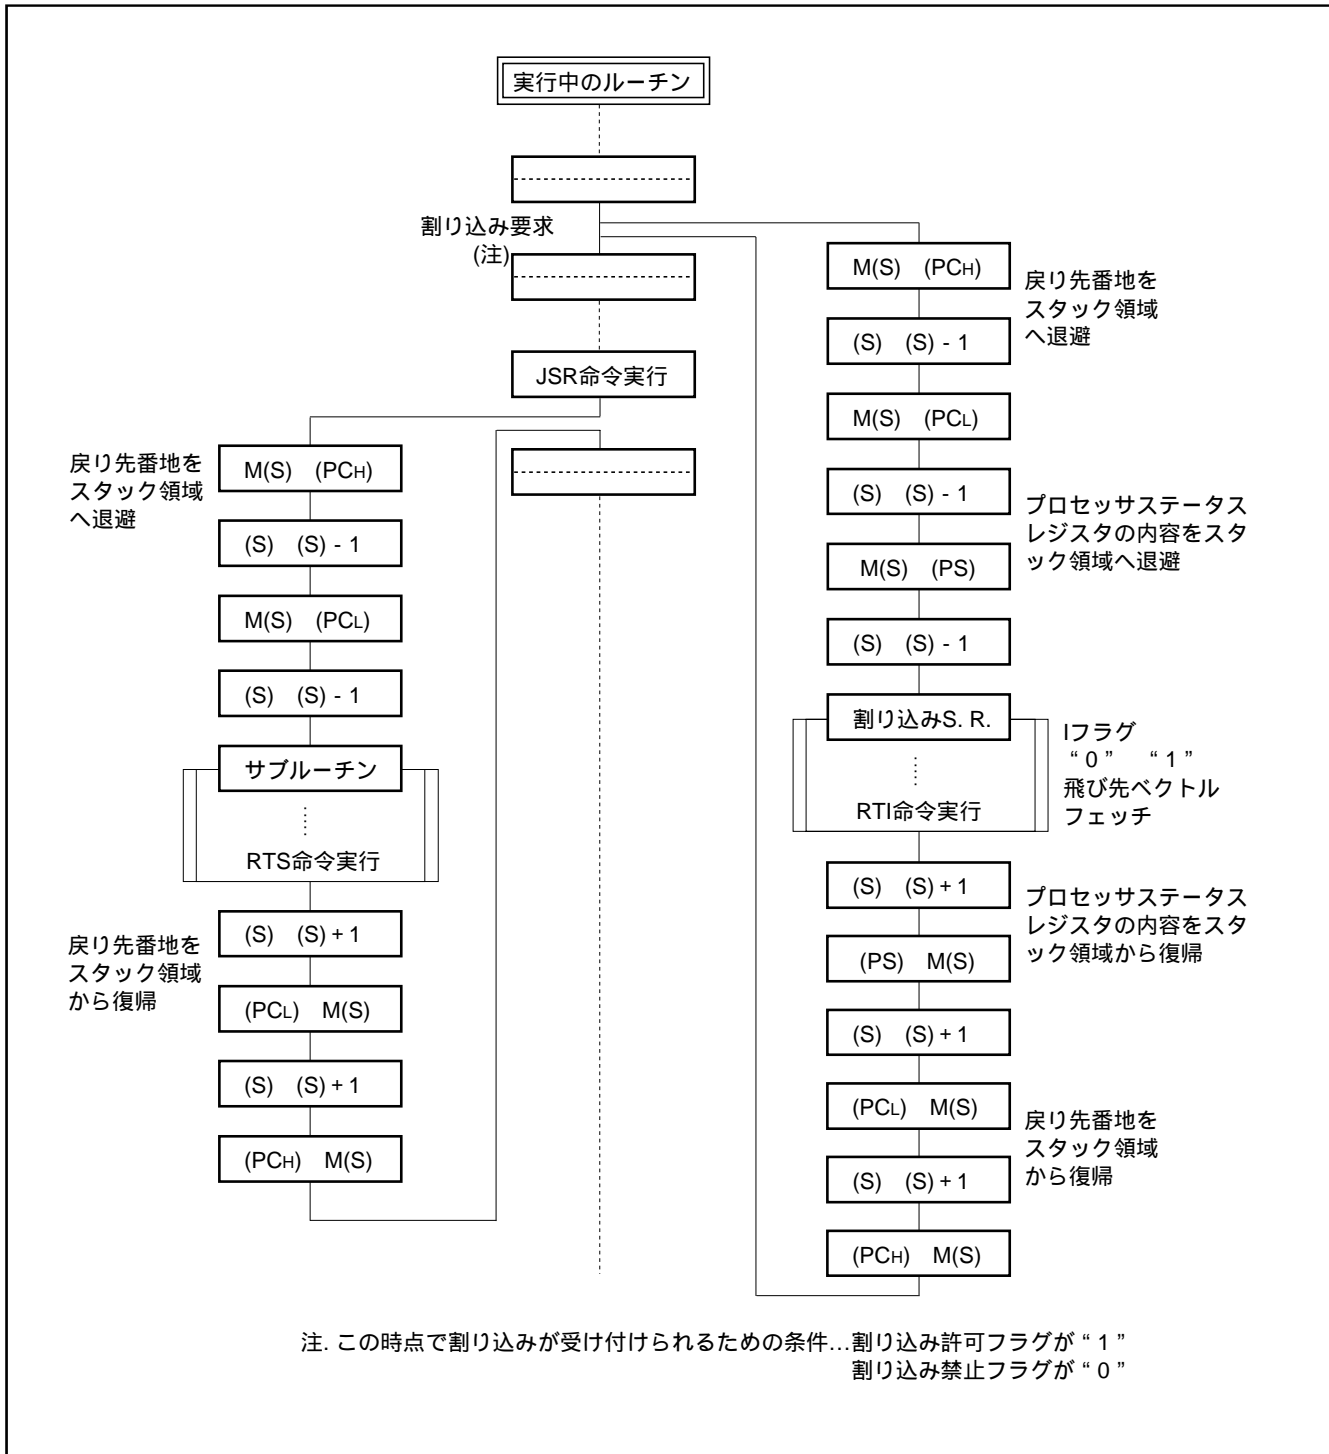 実行中のルーチン
割り込み要求
(注)
JSR命令実行
戻り先番地を
スタック領域
へ退避
M(S) (PCH)
(S) (S) - 1
M(S) (PCL)
(S) (S) - 1
サブルーチン
RTS命令実行
戻り先番地を
スタック領域
から復帰
(S) (S) + 1
(PCL) M(S)
(S) (S) + 1
(PCH) M(S)
M(S) (PCH)
戻り先番地を
スタック領域
へ退避
(S) (S) - 1
M(S) (PCL)
(S) (S) - 1
プロセッサステータス
レジスタの内容をスタ
ック領域へ退避
M(S) (PS)
(S) (S) - 1
割り込みS. R.
Iフラグ
“ 0 ” “ 1 ”
飛び先ベクトル
フェッチ
RTI命令実行
(S) (S) + 1
プロセッサステータス
レジスタの内容をスタ
ック領域から復帰
(PS) M(S)
(S) (S) + 1
(PCL) M(S)
戻り先番地を
スタック領域
から復帰
(S) (S) + 1
(PCH) M(S)
注. この時点で割り込みが受け付けられるための条件…割り込み許可フラグが “ 1 ”
割り込み禁止フラグが “ 0 ”